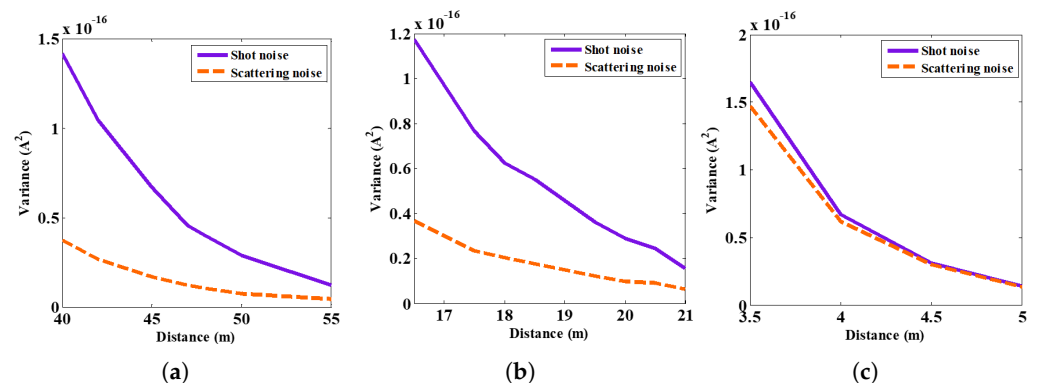 x 10^-16
1.5
1
0.5
0
40
45
50
55
Variance (A^2)
Distance (m)
Shot noise
Scattering noise
(a)
x 10^-16
1.2
1
0.8
0.6
0.4
0.2
0
17
18
19
20
21
Variance (A^2)
Distance (m)
Shot noise
Scattering noise
(b)
x 10^-16
2
1.5
1
0.5
0
3.5
4
4.5
5
Variance (A^2)
Distance (m)
Shot noise
Scattering noise
(c)